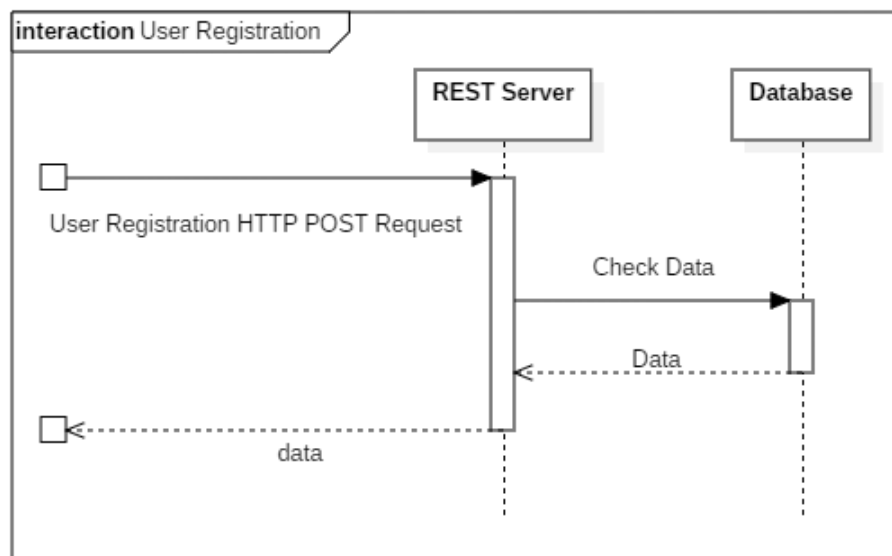 interaction User Registration
REST Server
Database
User Registration HTTP POST Request
Check Data
Data
data